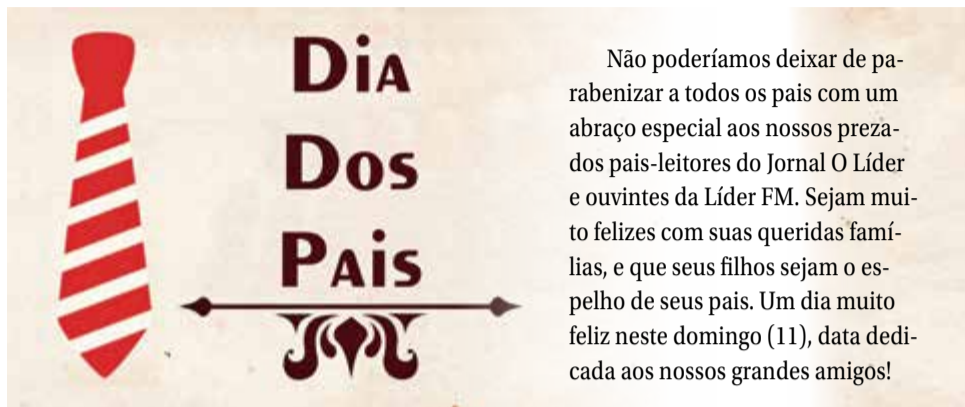 Dia
Dos
Pais
Não poderíamos deixar de pa-
rabenizar a todos os pais com um
abraço especial aos nossos preza-
dos pais-leitores do Jornal O Líder
e ouvintes da Líder FM. Sejam mui-
to felizes com suas queridas famí-
lias, e que seus filhos sejam o es-
pelho de seus pais. Um dia muito
feliz neste domingo (11), data dedi-
cada aos nossos grandes amigos!